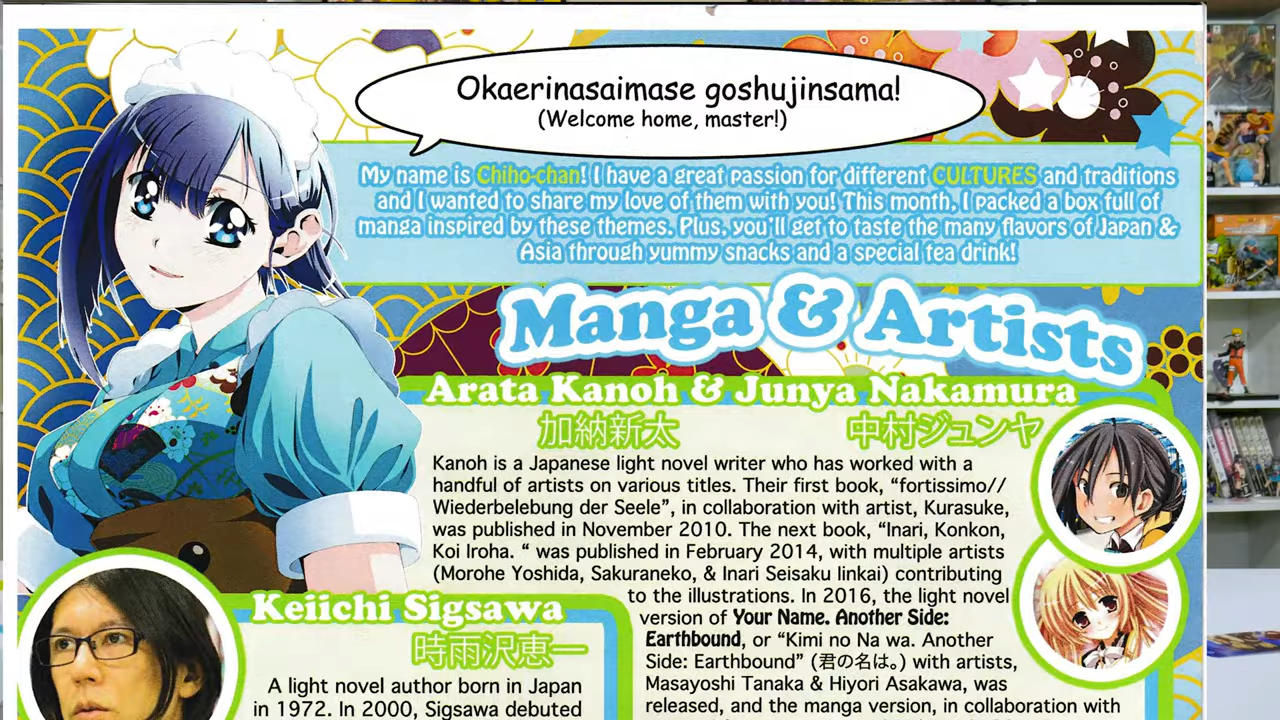 Okaerinasaimase goshujinsama!
(Welcome home, master!)
My name is Chiho-chan! I have a great passion for different CULTURES and traditions
and I wanted to share my love of them with you! This month, I packed a box full of
manga inspired by these themes. Plus, you'll get to taste the many flavors of Japan &
Asia through yummy snacks and a special tea drink!
Manga & Artists
Arata Kanoh & Junya Nakamura
加納新太 中村ジュンヤ
Kanoh is a Japanese light novel writer who has worked with a
handful of artists on various titles. Their first book, "fortissimo//
Wiederbelebung der Seele", in collaboration with artist, Kurasuke,
was published in November 2010. The next book, "Inari, Konkon,
Koi Iroha. " was published in February 2014, with multiple artists
(Morohe Yoshida, Sakuraneko, & Inari Seisaku Iinkai) contributing
to the illustrations. In 2016, the light novel
version of Your Name. Another Side:
Earthbound, or "Kimi no Na wa. Another
Side: Earthbound" (君の名は。) with artists,
Masayoshi Tanaka & Hiyori Asakawa, was
released, and the manga version, in collaboration with
Keiichi Sigsawa
時雨沢恵一
A light novel author born in Japan
in 1972. In 2000, Sigsawa debuted